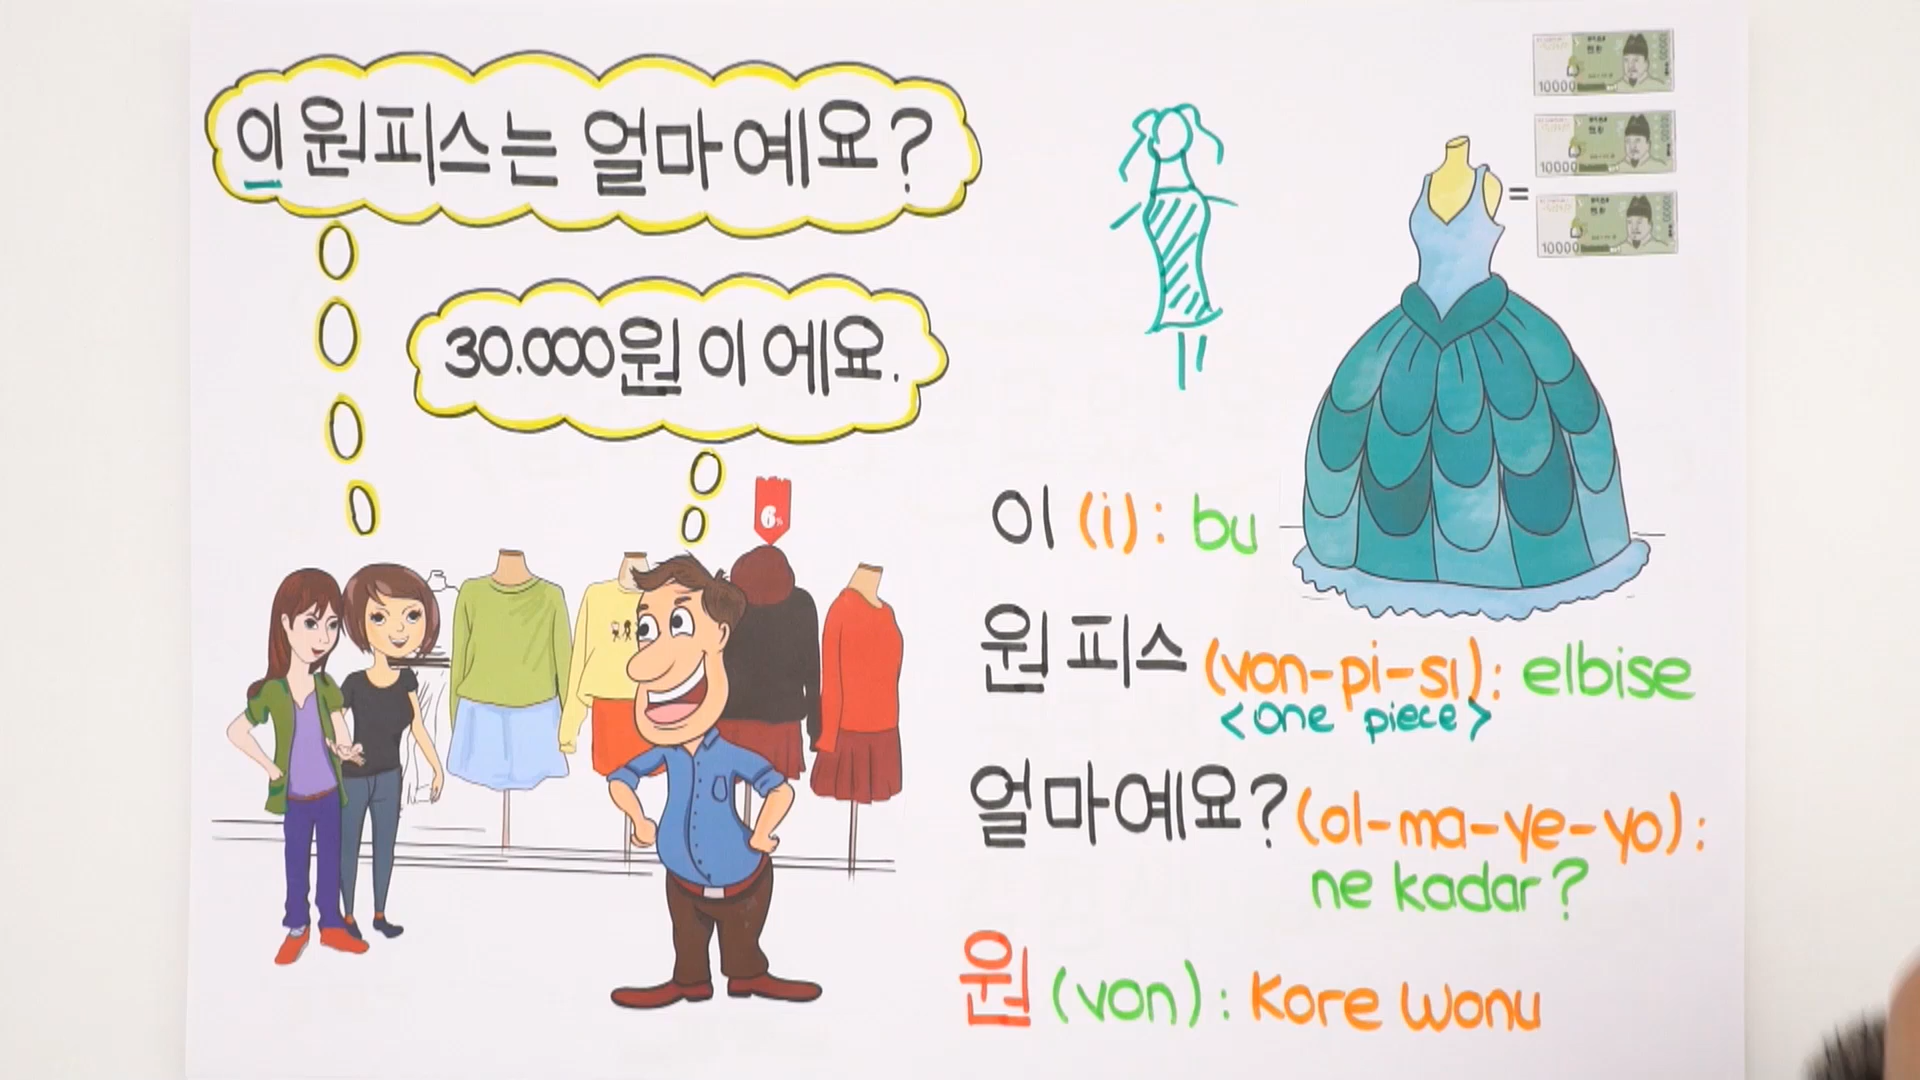 이 원피스는 얼마예요?
30.000원이에요.
10000
10000
10000
=
6
이 (i): bu
원피스 (von-pi-sı): elbise
<one piece>
얼마예요? (ol-ma-ye-yo):
ne kadar?
원 (von): Kore wonu